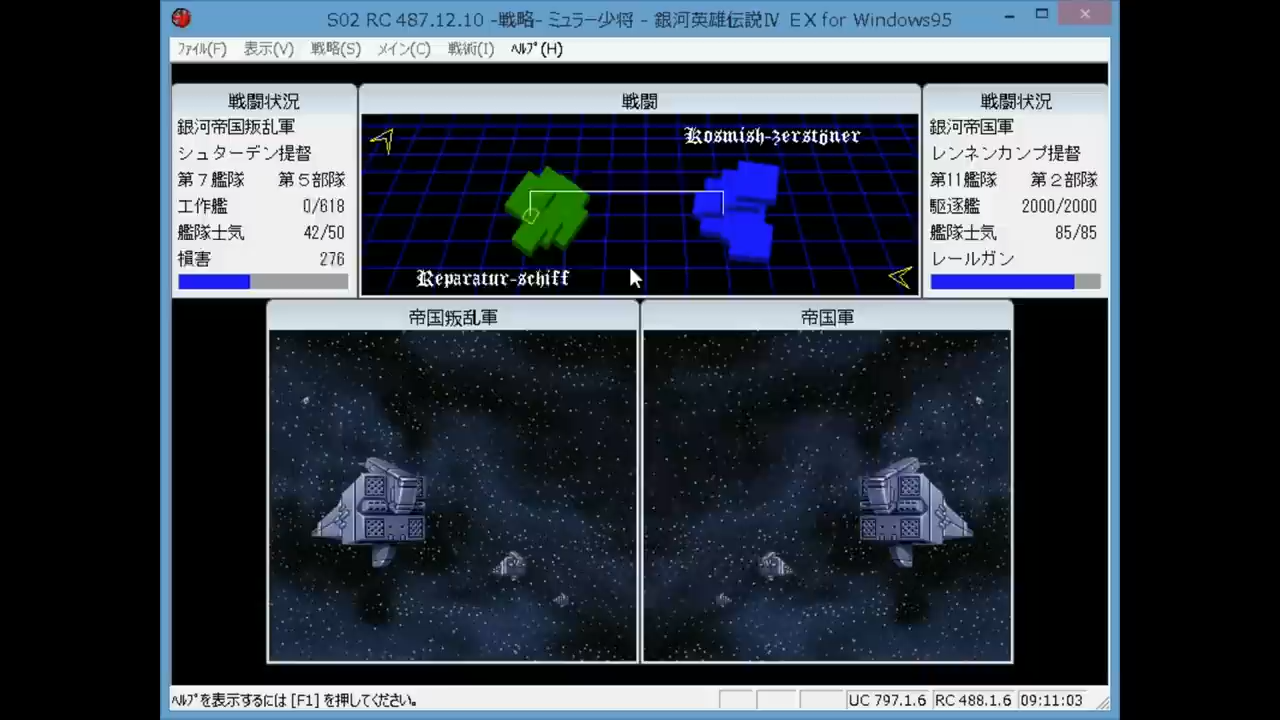 S02 RC 487.12.10 -戦略- ミュラー少将 - 銀河英雄伝説Ⅳ EX for Windows95
ファイル(F) 表示(V) 戦略(S) メイン(C) 戦術(I) ヘルプ(H)
戦闘状況
銀河帝国叛乱軍
シュターデン提督
第7艦隊 第5部隊
工作艦 0/618
艦隊士気 42/50
損害 276
戦闘
Kosmish-zerstöner
Reparatur-schiff
戦闘状況
銀河帝国軍
レンネンカンプ提督
第11艦隊 第2部隊
駆逐艦 2000/2000
艦隊士気 85/85
レールガン
帝国叛乱軍
帝国軍
ヘルプを表示するには [F1] を押してください。
UC 797.1.6 RC 488.1.6 09:11:03